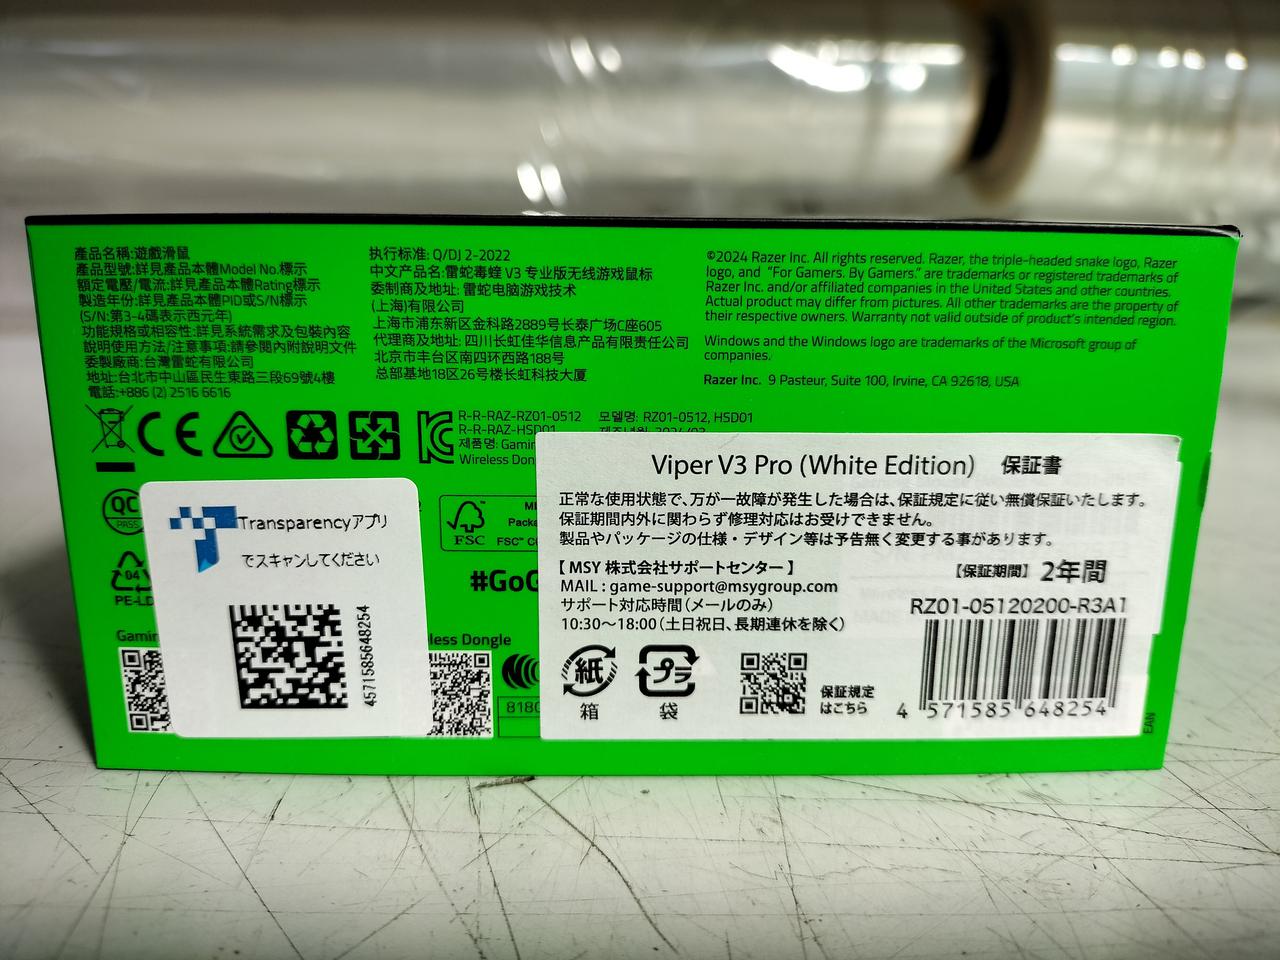 產品名稱:遊戲滑鼠
產品型號:詳見產品本體Model No.標示
額定電壓/電流:詳見產品本體Rating標示
製造年份:詳見產品本體PID或S/N標示
(S/N:第3-4碼表示西元年)
功能規格或相容性:詳見系統需求及包裝內容
說明使用方法/注意事項:請參閱內附說明文件
委製廠商:台灣雷蛇有限公司
地址:台北市中山區民生東路三段69號4樓
電話:+886 (2) 2516 6616
执行标准: Q/DJ 2-2022
中文产品名:雷蛇毒蝰 V3 专业版无线游戏鼠标
委制商及地址: 雷蛇电脑游戏技术
(上海)有限公司
上海市浦东新区金科路2889号长泰广场C座605
代理商及地址: 四川长虹佳华信息产品有限责任公司
北京市丰台区南四环西路188号
总部基地18区26号楼长虹科技大厦
©2024 Razer Inc. All rights reserved. Razer, the triple-headed snake logo, Razer
logo, and "For Gamers. By Gamers." are trademarks or registered trademarks of
Razer Inc. and/or affiliated companies in the United States and other countries.
Actual product may differ from pictures. All other trademarks are the property of
their respective owners. Warranty not valid outside of product's intended region.
Windows and the Windows logo are trademarks of the Microsoft group of
companies.
Razer Inc. 9 Pasteur, Suite 100, Irvine, CA 92618, USA
CE
R-R-RAZ-RZ01-0512
R-R-RAZ-HSD01
제품명: Gamin
Wireless Don
모델명: RZ01-0512, HSD01
QC
PASS
04
PE-LD
FSC
FSC™ C
#GoG
Gamin
less Dongle
8180
EAN
Transparencyアプリ
でスキャンしてください
4571585648254
Viper V3 Pro (White Edition) 保証書
正常な使用状態で、万が一故障が発生した場合は、保証規定に従い無償保証いたします。
保証期間内外に関わらず修理対応はお受けできません。
製品やパッケージの仕様・デザイン等は予告無く変更する事があります。
【 MSY 株式会社サポートセンター 】
MAIL : game-support@msygroup.com
サポート対応時間(メールのみ)
10:30～18:00(土日祝日、長期連休を除く)
【保証期間】 2年間
RZ01-05120200-R3A1
紙
箱
プラ
袋
保証規定
はこちら
4 571585 648254